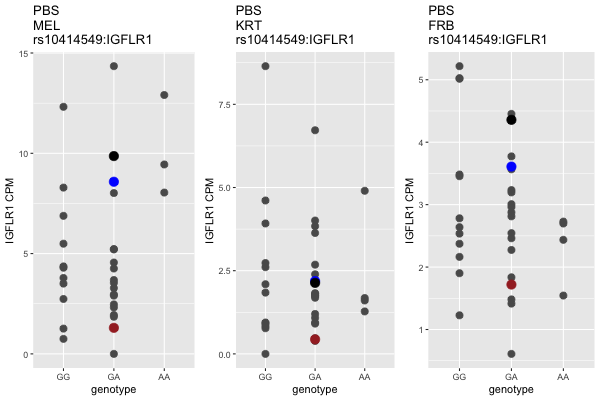 PBS
MEL
rs10414549:IGFLR1
IGFLR1 CPM
15
10
5
0
GG GA AA
genotype
PBS
KRT
rs10414549:IGFLR1
IGFLR1 CPM
7.5
5.0
2.5
0.0
GG GA AA
genotype
PBS
FRB
rs10414549:IGFLR1
IGFLR1 CPM
5
4
3
2
1
GG GA AA
genotype